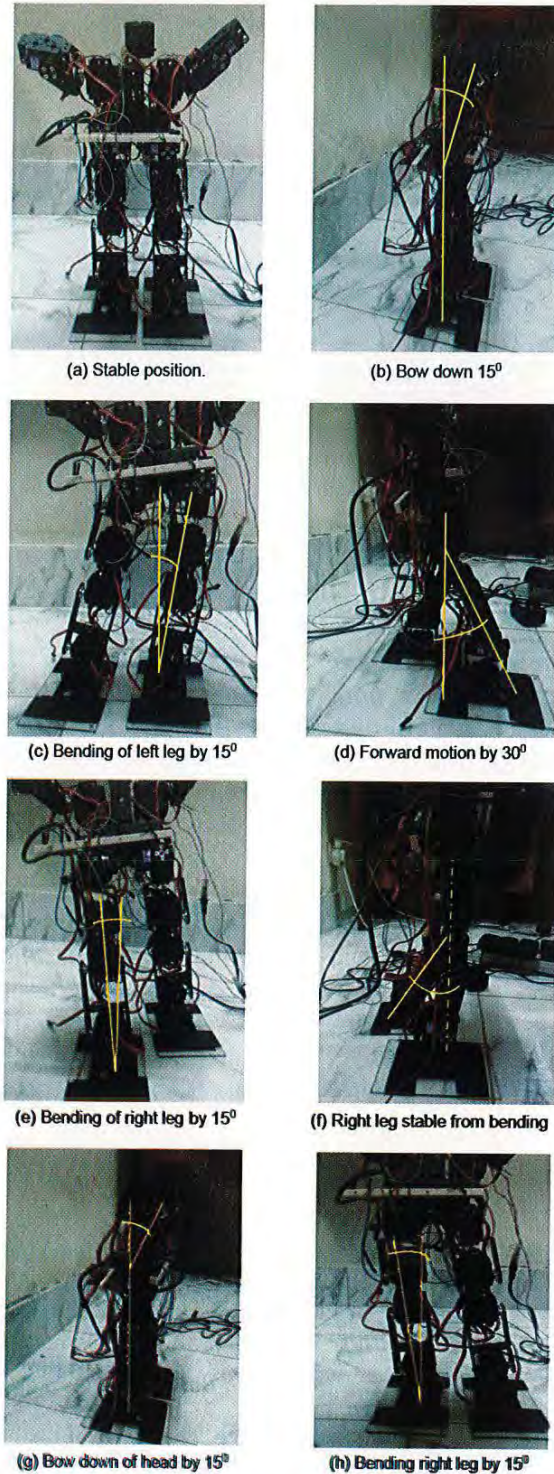 (a) Stable position.
(b) Bow down 15⁰
(c) Bending of left leg by 15⁰
(d) Forward motion by 30⁰
(e) Bending of right leg by 15⁰
(f) Right leg stable from bending
(g) Bow down of head by 15⁰
(h) Bending right leg by 15⁰